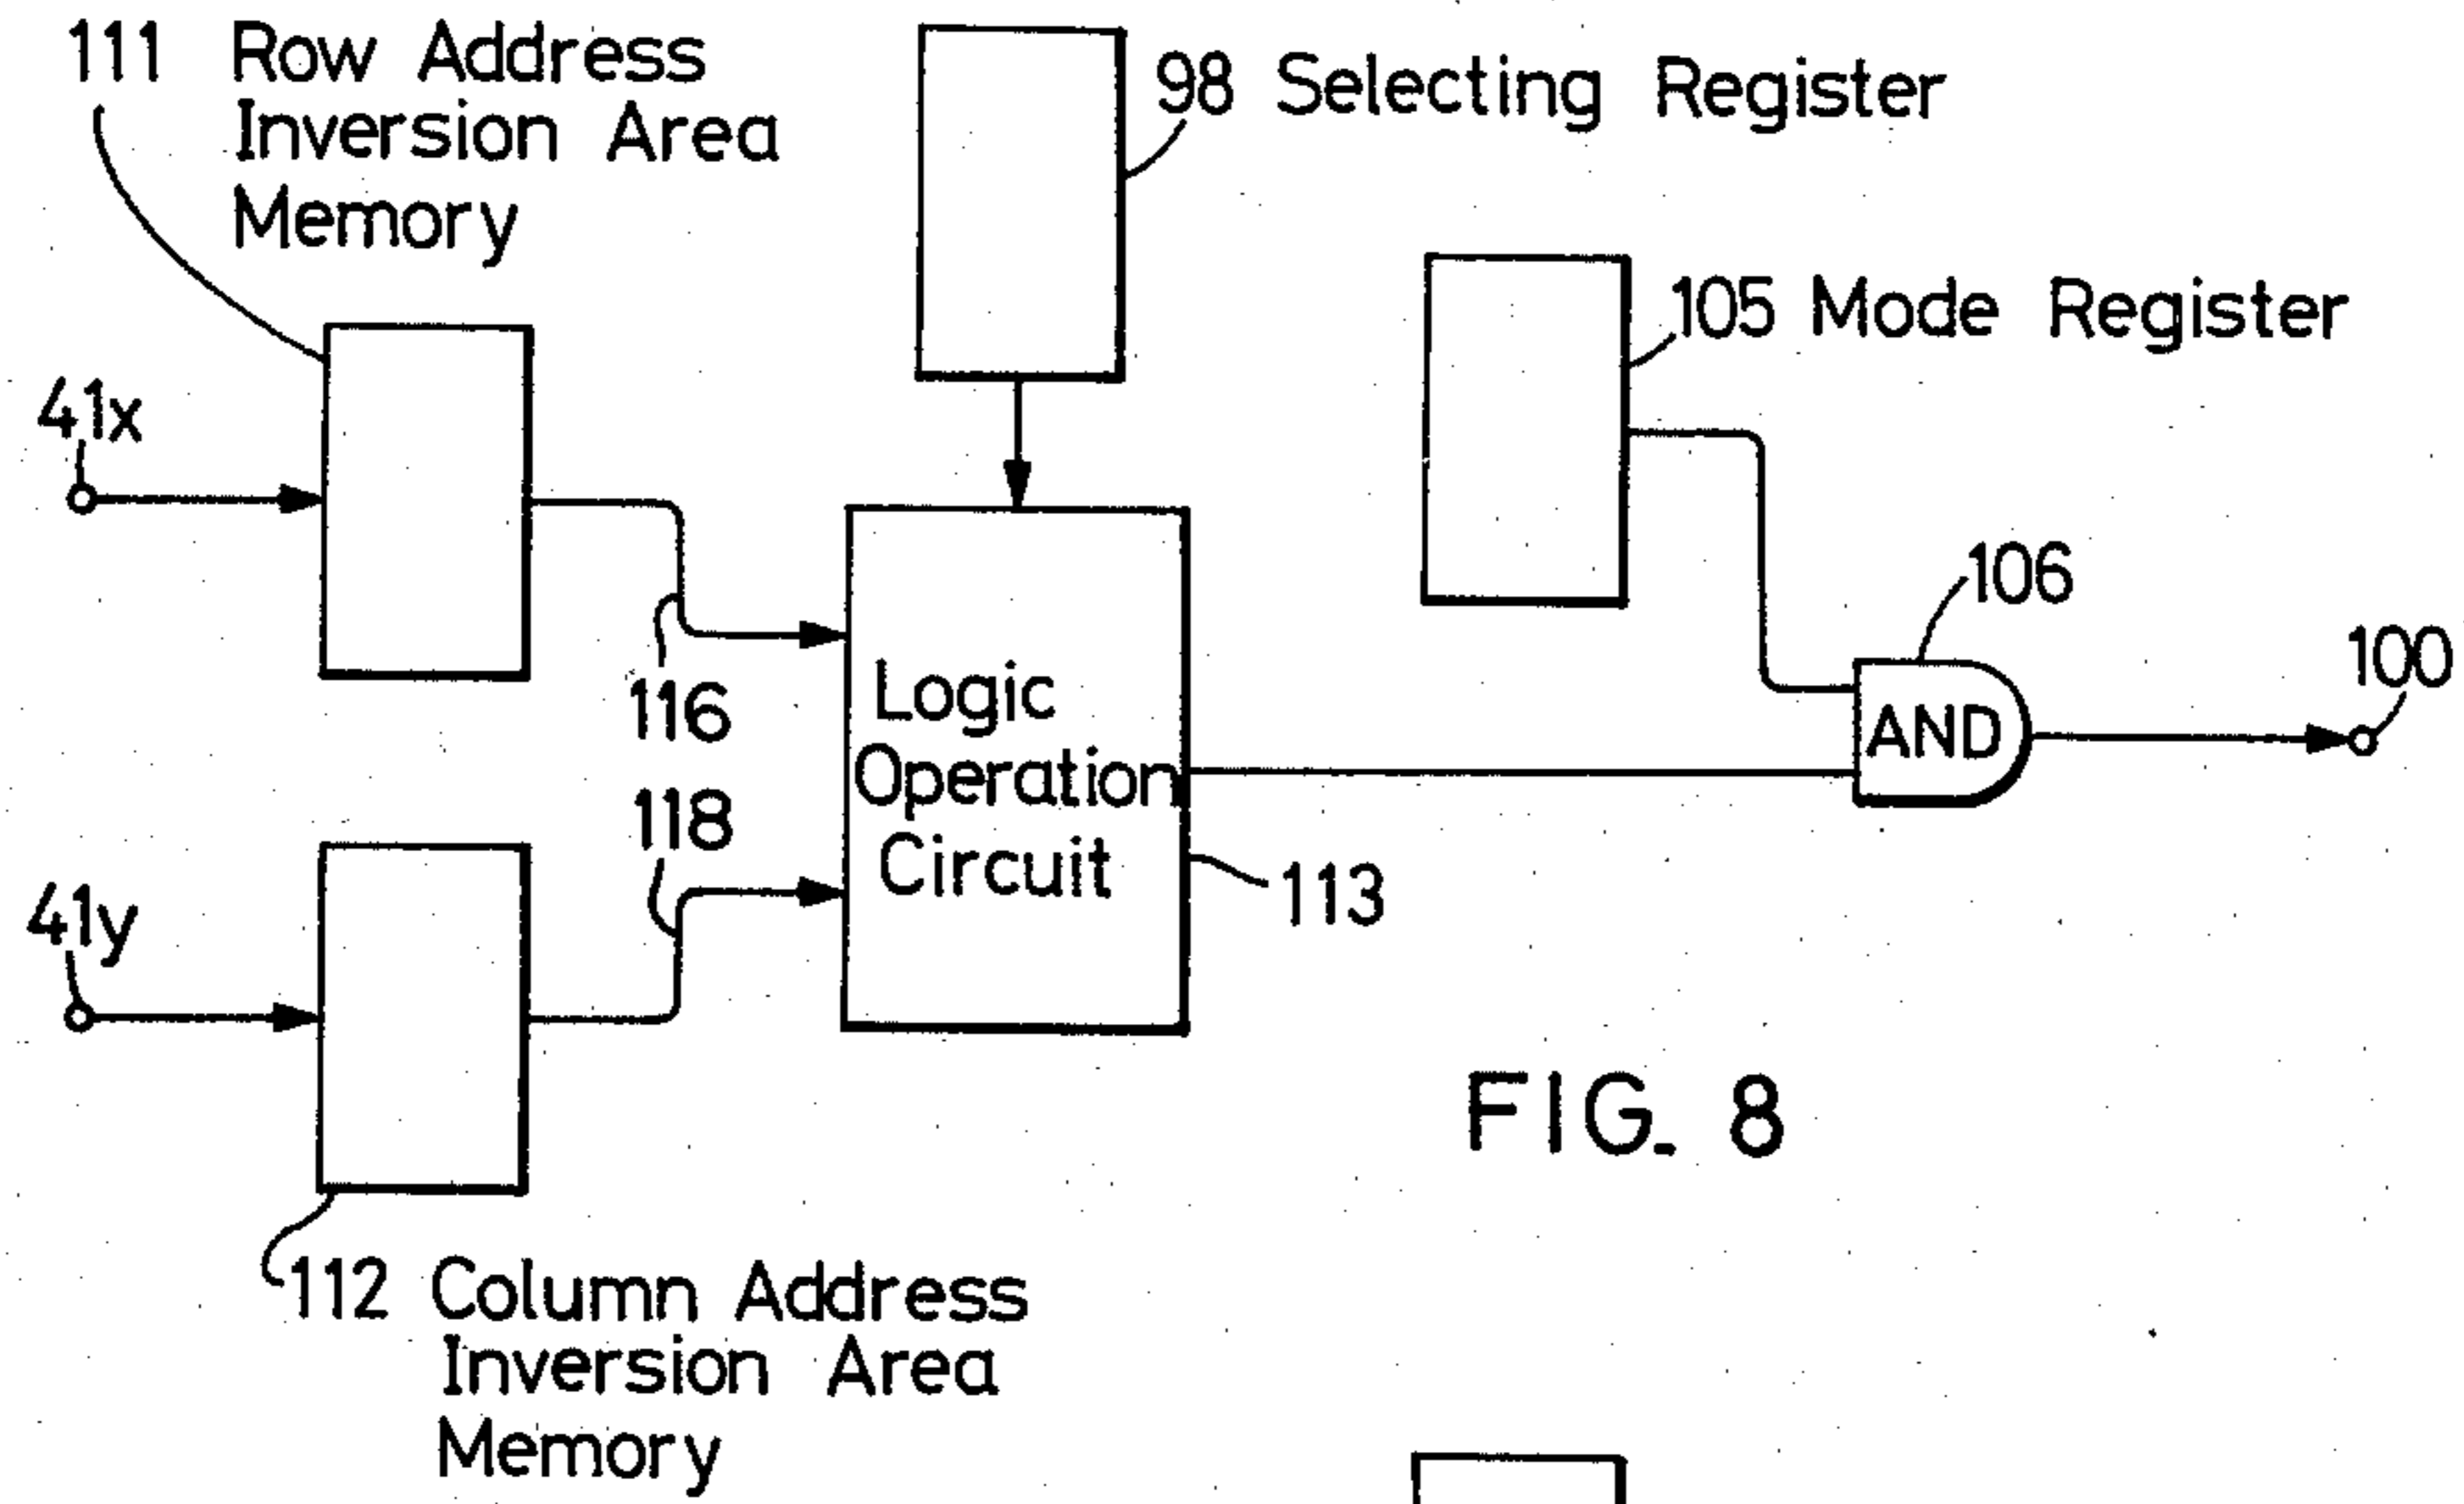 111 Row Address
Inversion Area
Memory
98 Selecting Register
105 Mode Register
41x
106
100
116
Logic
Operation
Circuit
AND
118
113
41y
FIG. 8
112 Column Address
Inversion Area
Memory